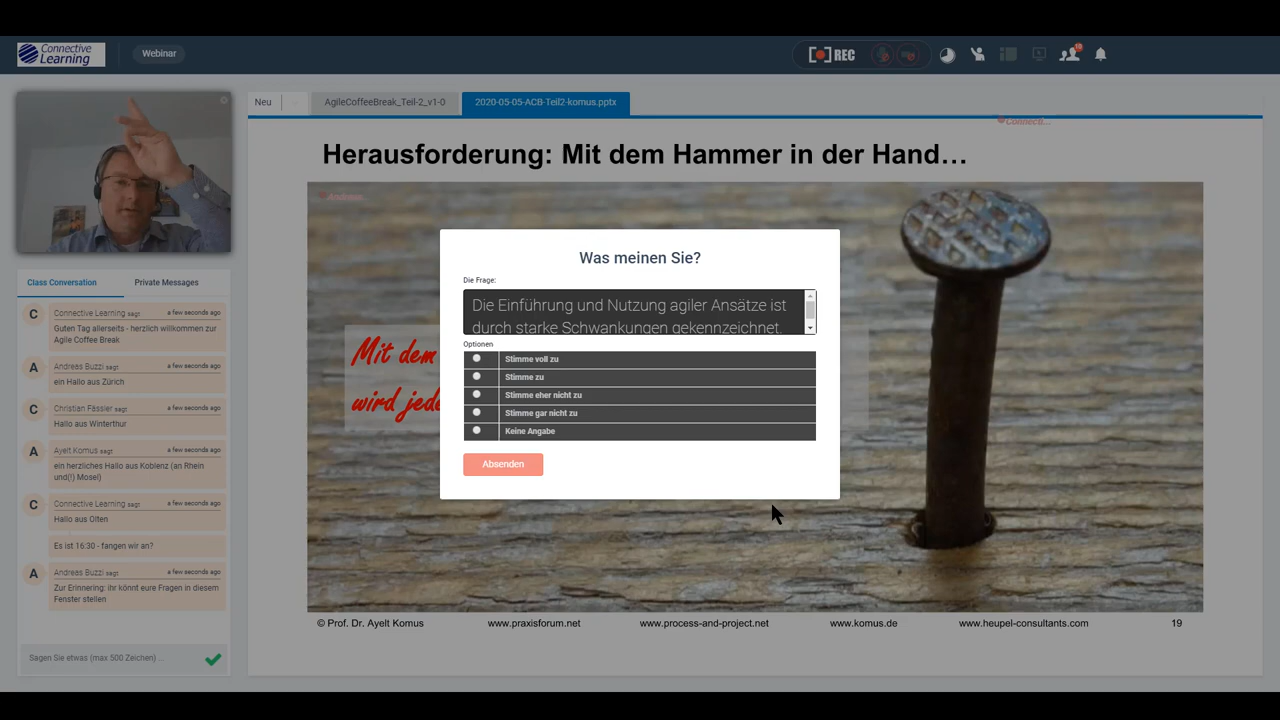 Connective
Learning
Webinar
REC
10
Neu
AgileCoffeeBreak_Teil-2_v1-0
2020-05-05-ACB-Teil2-komus.pptx
Connecti...
Herausforderung: Mit dem Hammer in der Hand…
Mit dem
wird jede
Was meinen Sie?
Die Frage:
Die Einführung und Nutzung agiler Ansätze ist
durch starke Schwankungen gekennzeichnet.
Optionen
Stimme voll zu
Stimme zu
Stimme eher nicht zu
Stimme gar nicht zu
Keine Angabe
Absenden
Class Conversation
Private Messages
C
Connective Learning sagt
a few seconds ago
Guten Tag allerseits - herzlich willkommen zur
Agile Coffee Break
A
Andreas Buzzi sagt
a few seconds ago
ein Hallo aus Zürich
C
Christian Fässler sagt
a few seconds ago
Hallo aus Winterthur
A
Ayelt Komus sagt
a few seconds ago
ein herzliches Hallo aus Koblenz (an Rhein
und(!) Mosel)
C
Connective Learning sagt
a few seconds ago
Hallo aus Olten
Es ist 16:30 - fangen wir an?
A
Andreas Buzzi sagt
a few seconds ago
Zur Erinnering: ihr könnt eure Fragen in diesem
Fenster stellen
Sagen Sie etwas (max 500 Zeichen) ...
© Prof. Dr. Ayelt Komus
www.praxisforum.net
www.process-and-project.net
www.komus.de
www.heupel-consultants.com
19